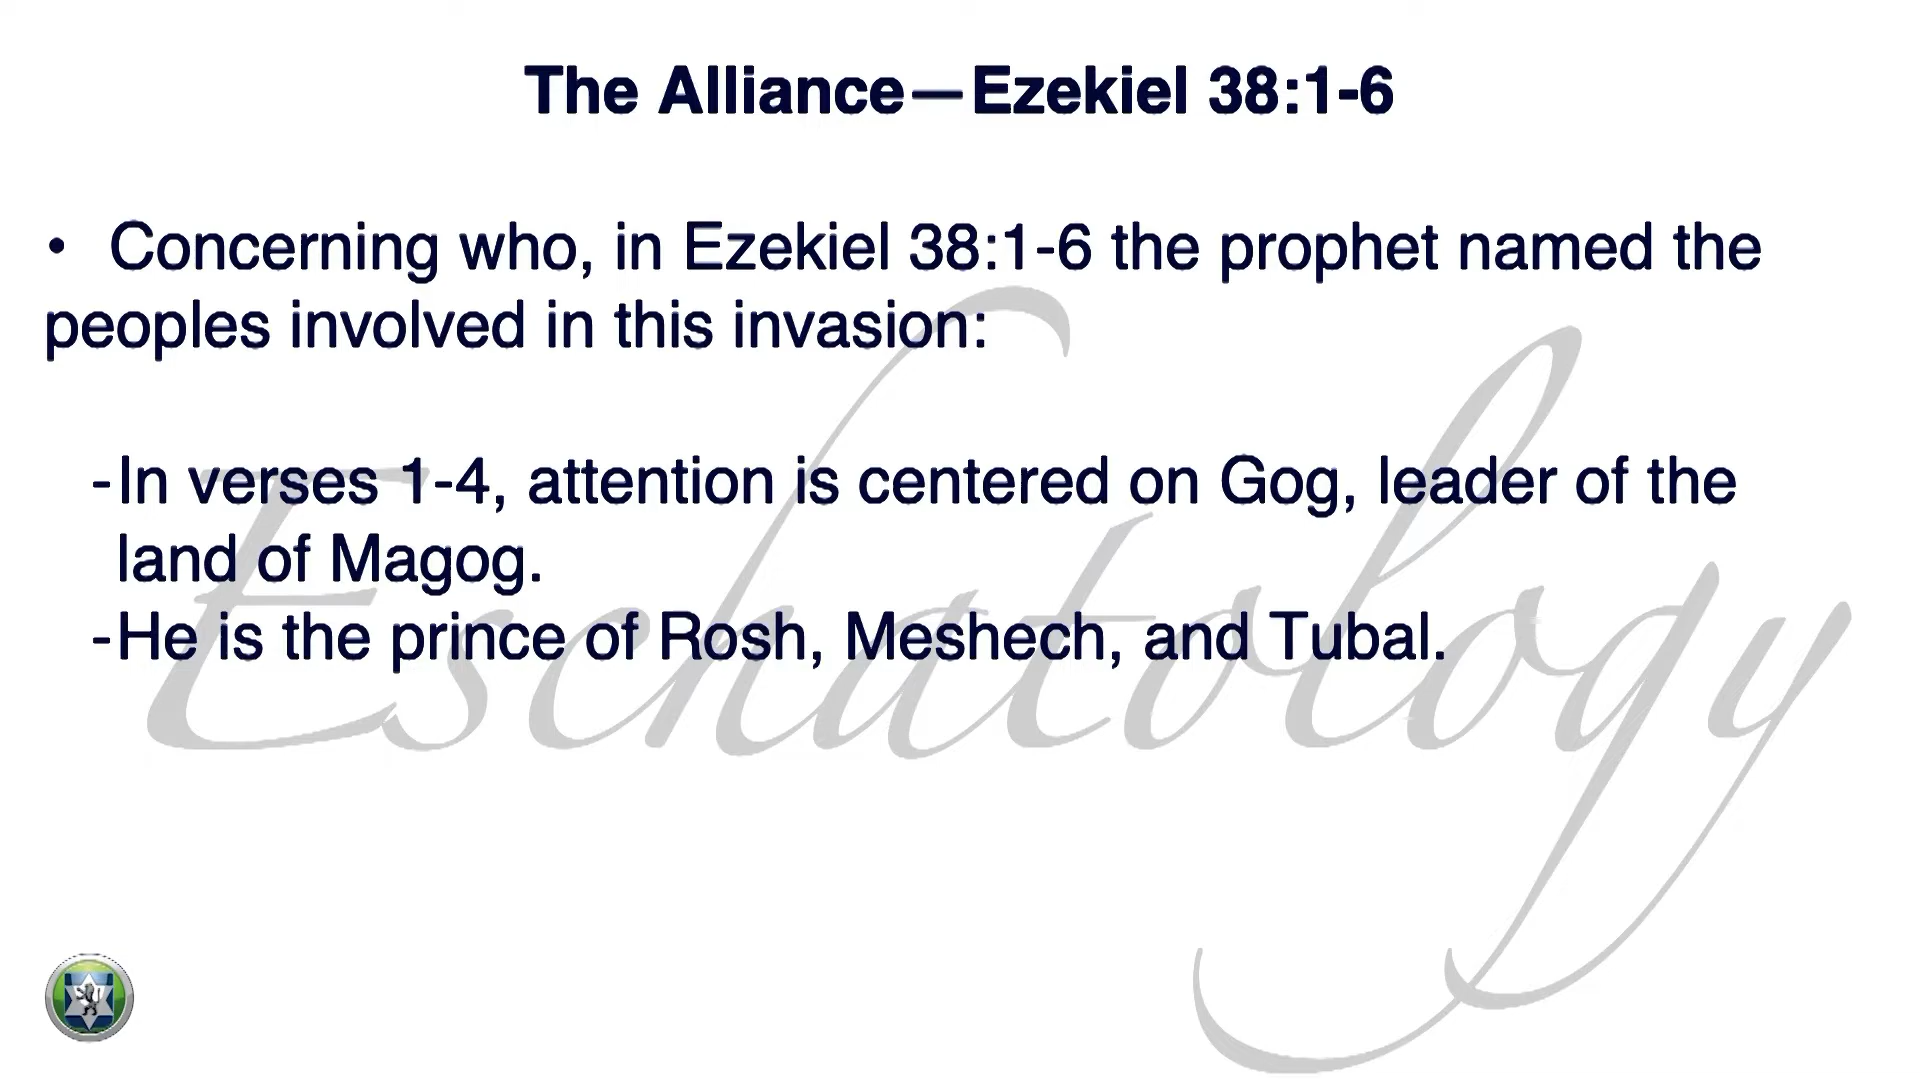 The Alliance—Ezekiel 38:1-6
• Concerning who, in Ezekiel 38:1-6 the prophet named the
peoples involved in this invasion:
-In verses 1-4, attention is centered on Gog, leader of the
land of Magog.
-He is the prince of Rosh, Meshech, and Tubal.
Eschatology